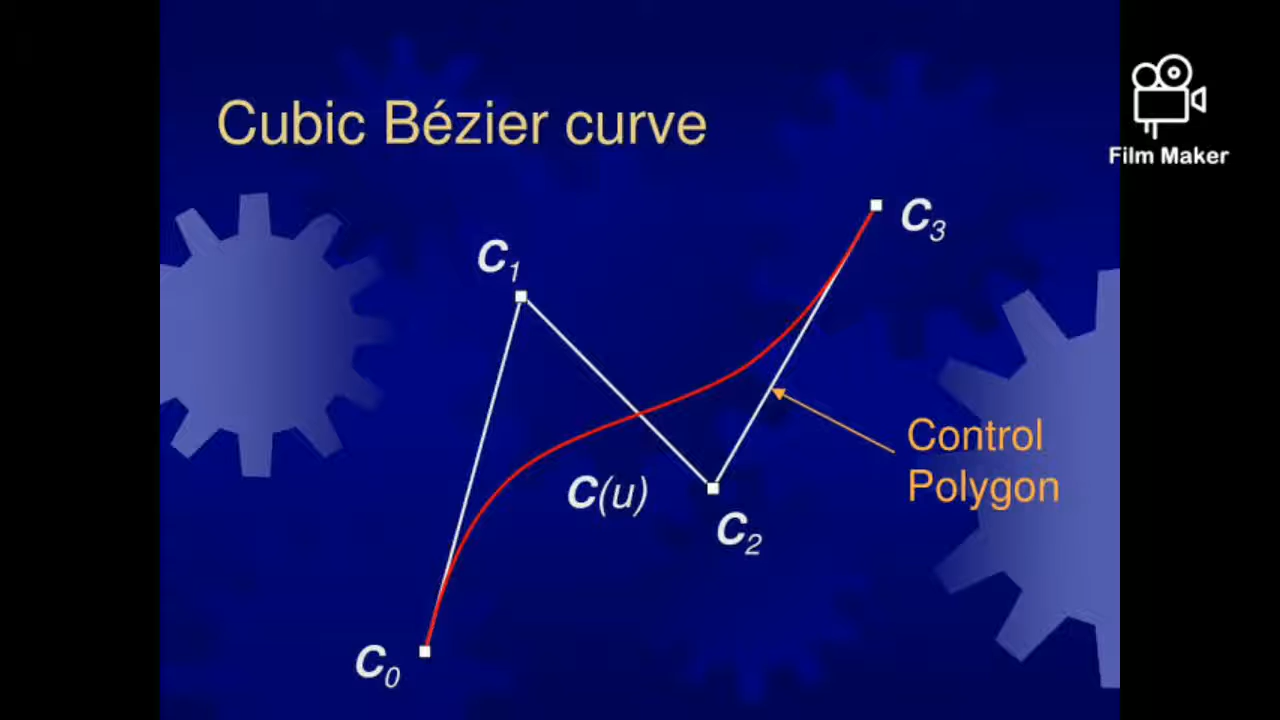 Cubic Bézier curve
Film Maker
C3
C1
Control
Polygon
C(u)
C2
C0